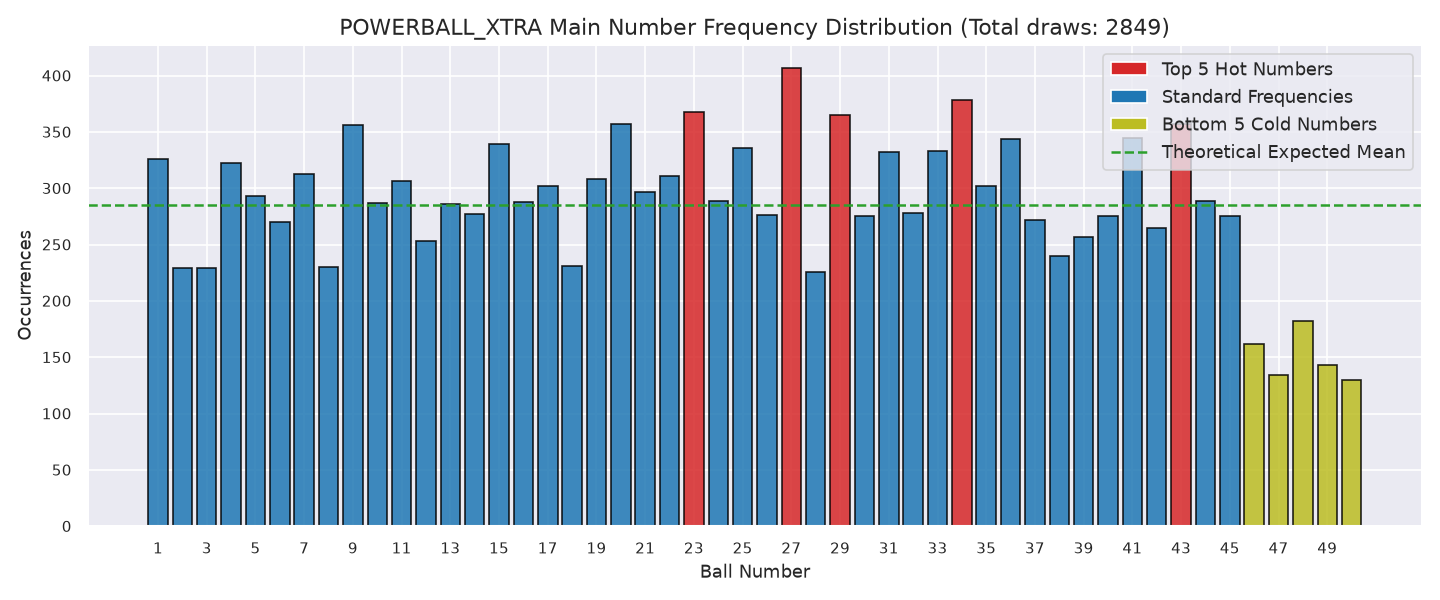 POWERBALL_XTRA Main Number Frequency Distribution (Total draws: 2849)
Top 5 Hot Numbers
Standard Frequencies
Bottom 5 Cold Numbers
Theoretical Expected Mean
Occurrences
400
350
300
250
200
150
100
50
0
1 3 5 7 9 11 13 15 17 19 21 23 25 27 29 31 33 35 37 39 41 43 45 47 49
Ball Number